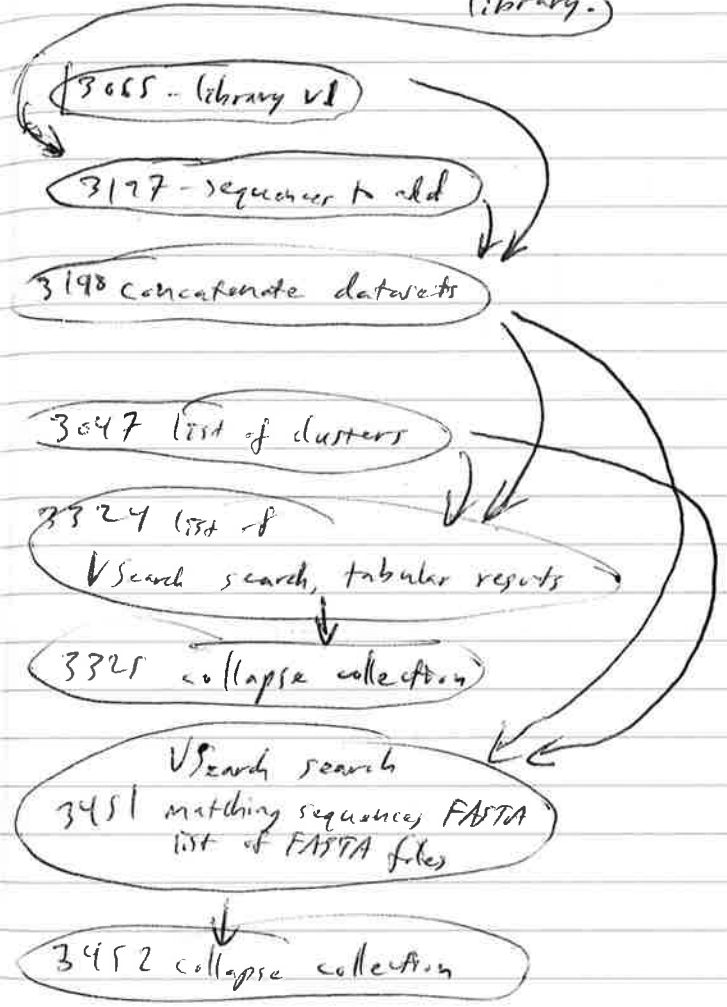 library.
3065 - library v1
3197 - sequences to add
3198 concatenate datasets
3047 list of clusters
3324 list of
VSearch search, tabular results
3325 collapse collection
VSearch search
3451 matching sequences FASTA
list of FASTA files
3452 collapse collection